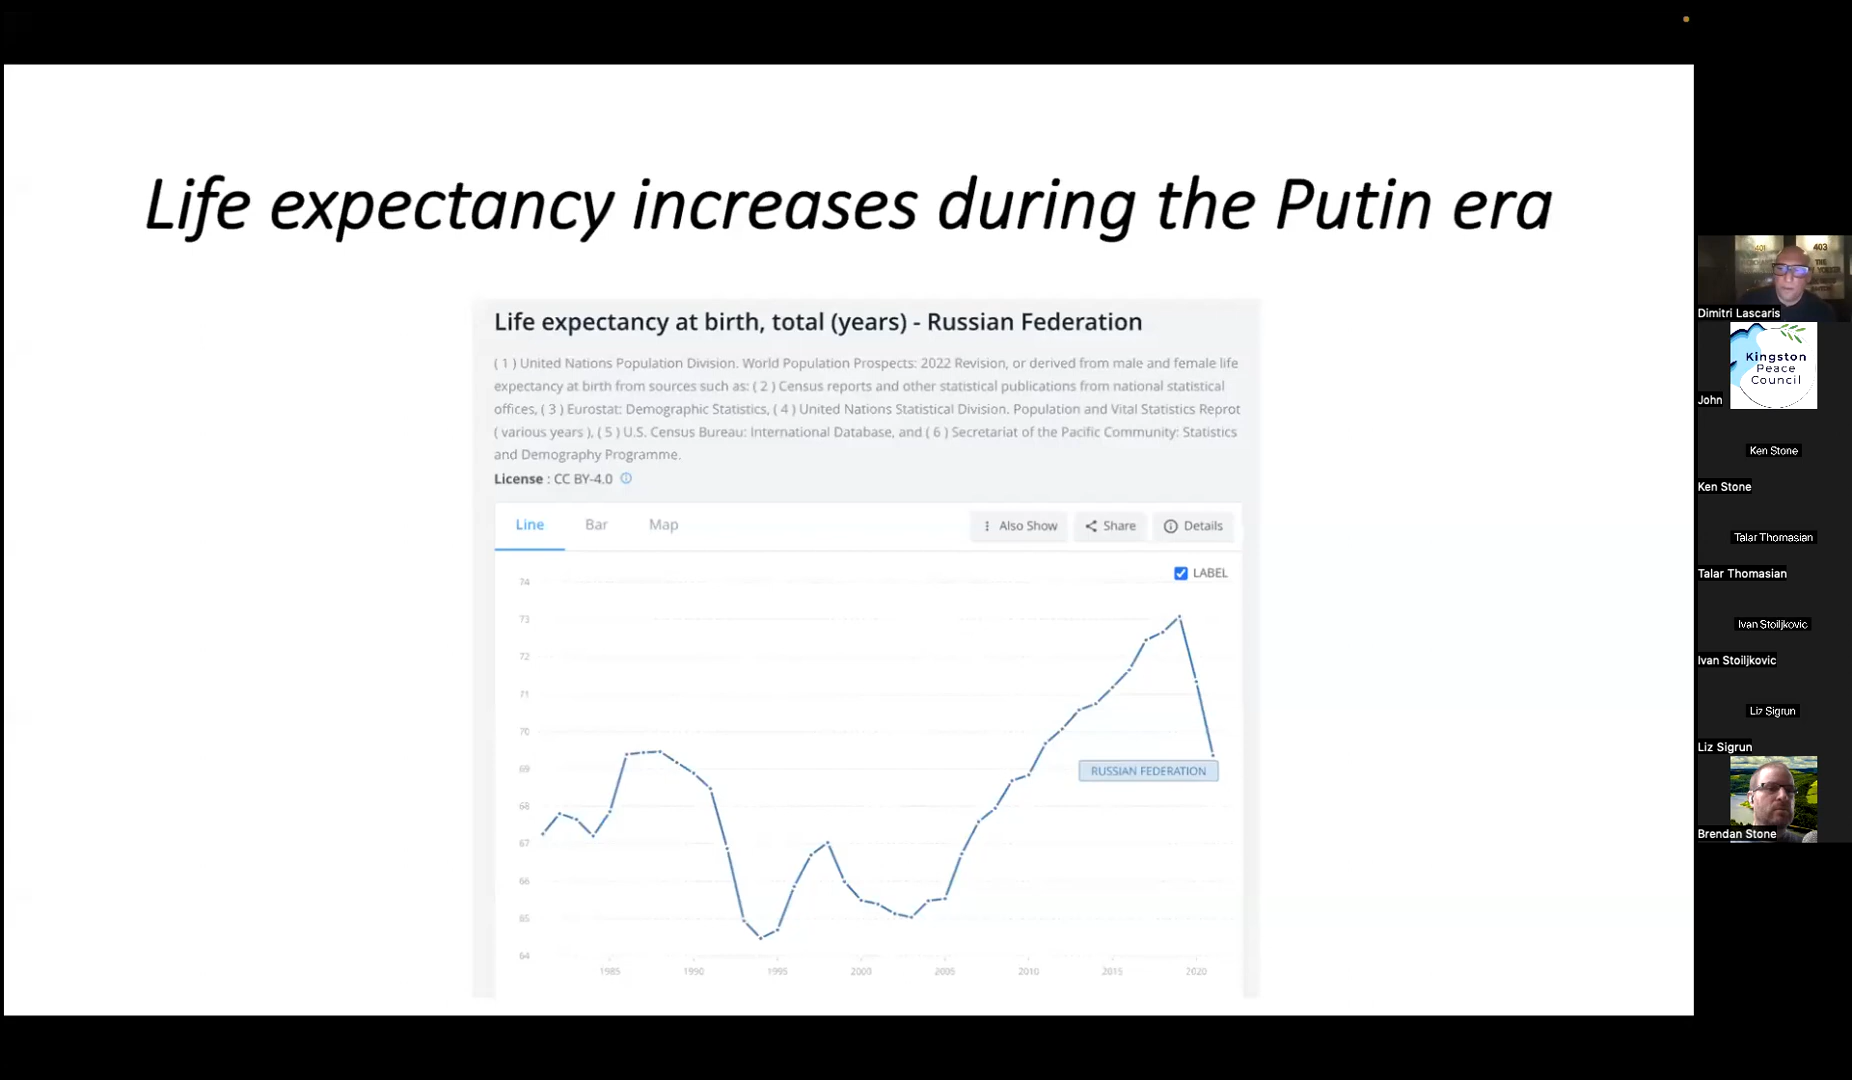 Life expectancy increases during the Putin era
Life expectancy at birth, total (years) - Russian Federation
( 1 ) United Nations Population Division. World Population Prospects: 2022 Revision, or derived from male and female life
expectancy at birth from sources such as: ( 2 ) Census reports and other statistical publications from national statistical
offices, ( 3 ) Eurostat: Demographic Statistics, ( 4 ) United Nations Statistical Division. Population and Vital Statistics Reprot
( various years ), ( 5 ) U.S. Census Bureau: International Database, and ( 6 ) Secretariat of the Pacific Community: Statistics
and Demography Programme.
License : CC BY-4.0
Line Bar Map Also Show Share Details
LABEL
74
73
72
71
70
69
68
67
66
65
64
RUSSIAN FEDERATION
1985 1990 1995 2000 2005 2010 2015 2020
401 403
THE
Dimitri Lascaris
Kingston
Peace
Council
John
Ken Stone
Ken Stone
Talar Thomasian
Talar Thomasian
Ivan Stoiljkovic
Ivan Stoiljkovic
Liz Sigrun
Liz Sigrun
Brendan Stone